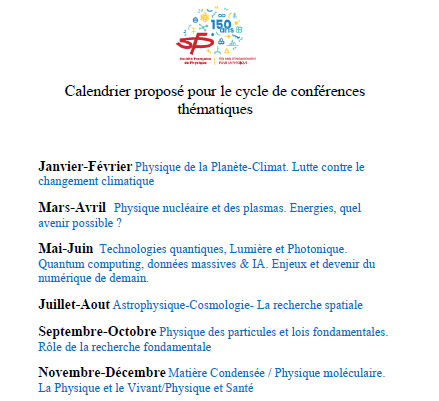 150
ans
sfp
Société Française
de Physique
Calendrier proposé pour le cycle de conférences
thématiques
Janvier-Février Physique de la Planète-Climat. Lutte contre le
changement climatique
Mars-Avril Physique nucléaire et des plasmas. Energies, quel
avenir possible ?
Mai-Juin Technologies quantiques, Lumière et Photonique.
Quantum computing, données massives & IA. Enjeux et devenir du
numérique de demain.
Juillet-Aout Astrophysique-Cosmologie- La recherche spatiale
Septembre-Octobre Physique des particules et lois fondamentales.
Rôle de la recherche fondamentale
Novembre-Décembre Matière Condensée / Physique moléculaire.
La Physique et le Vivant/Physique et Santé